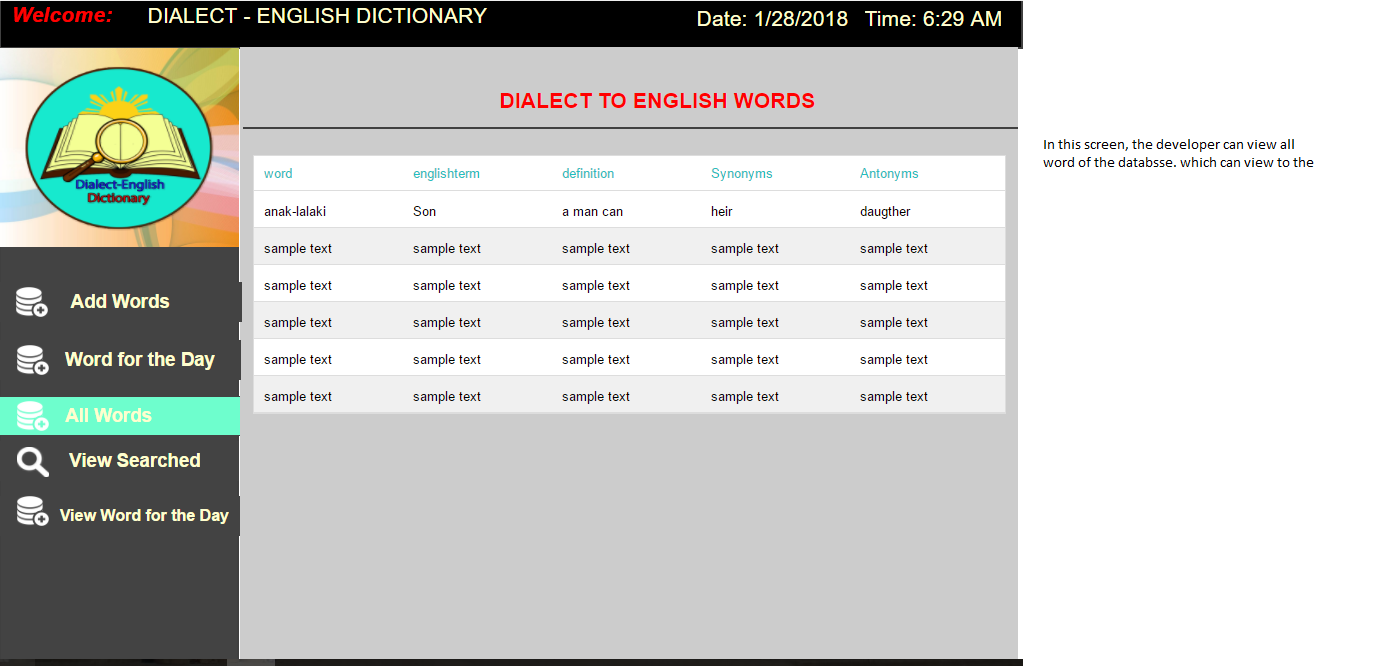 Welcome: DIALECT - ENGLISH DICTIONARY Date: 1/28/2018 Time: 6:29 AM
Dialect-English
Dictionary
Add Words
Word for the Day
All Words
View Searched
View Word for the Day
DIALECT TO ENGLISH WORDS
word englishterm definition Synonyms Antonyms
anak-lalaki Son a man can heir daugther
sample text sample text sample text sample text sample text
sample text sample text sample text sample text sample text
sample text sample text sample text sample text sample text
sample text sample text sample text sample text sample text
sample text sample text sample text sample text sample text
In this screen, the developer can view all
word of the databsse. which can view to the